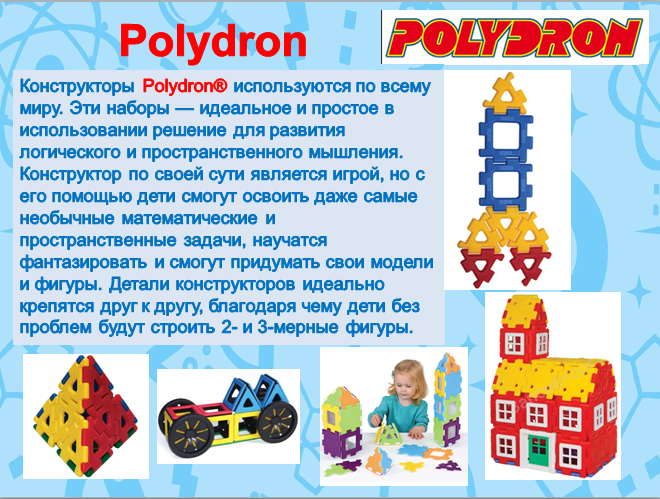 Polydron
POLYDRON
Конструкторы Polydron® используются по всему
миру. Эти наборы — идеальное и простое в
использовании решение для развития
логического и пространственного мышления.
Конструктор по своей сути является игрой, но с
его помощью дети смогут освоить даже самые
необычные математические и
пространственные задачи, научатся
фантазировать и смогут придумать свои модели
и фигуры. Детали конструкторов идеально
крепятся друг к другу, благодаря чему дети без
проблем будут строить 2- и 3-мерные фигуры.